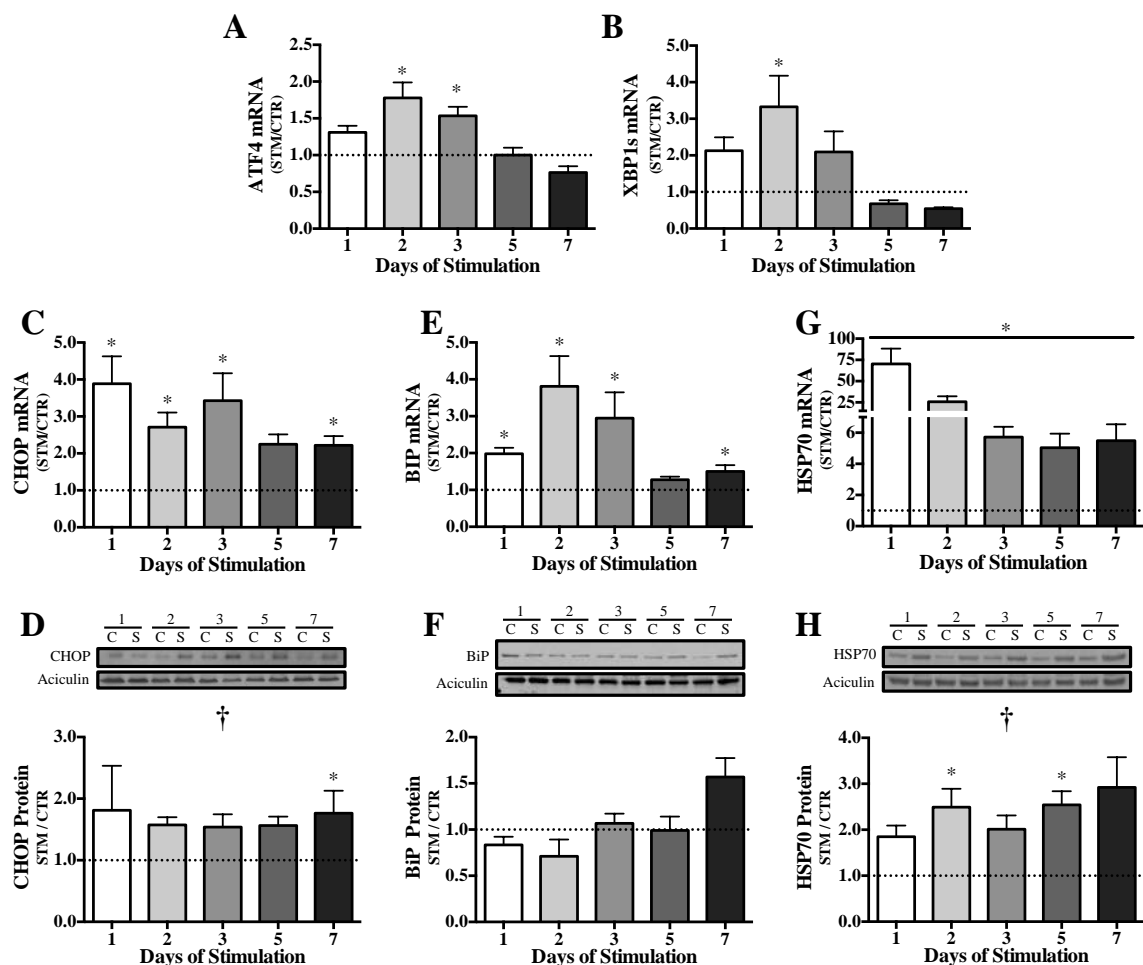 A
ATF4 mRNA
(STM/CTR)
2.5
2.0
1.5
1.0
0.5
0.0
* *
1 2 3 5 7
Days of Stimulation
B
XBP1s mRNA
(STM/CTR)
5.0
4.0
3.0
2.0
1.0
0.0
*
1 2 3 5 7
Days of Stimulation
C
CHOP mRNA
(STM/CTR)
5.0
4.0
3.0
2.0
1.0
0.0
* * * *
1 2 3 5 7
Days of Stimulation
E
BIP mRNA
(STM/CTR)
5.0
4.0
3.0
2.0
1.0
0.0
* * * *
1 2 3 5 7
Days of Stimulation
G
HSP70 mRNA
(STM/CTR)
100
75
50
25
6
4
2
0
*
1 2 3 5 7
Days of Stimulation
D
1 2 3 5 7
C S C S C S C S C S
CHOP
Aciculin
†
CHOP Protein
STM / CTR
3.0
2.0
1.0
0.0
*
1 2 3 5 7
Days of Stimulation
F
1 2 3 5 7
C S C S C S C S C S
BiP
Aciculin
BiP Protein
STM / CTR
2.0
1.5
1.0
0.5
0.0
1 2 3 5 7
Days of Stimulation
H
1 2 3 5 7
C S C S C S C S C S
HSP70
Aciculin
†
HSP70 Protein
STM / CTR
4.0
3.0
2.0
1.0
0.0
* *
1 2 3 5 7
Days of Stimulation